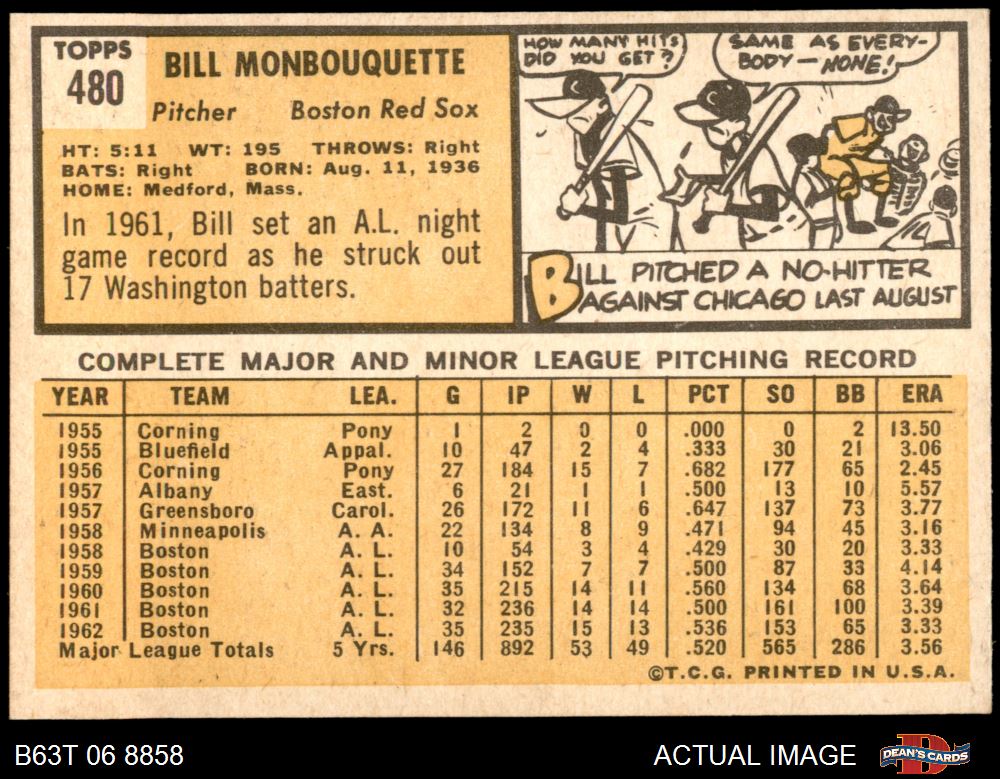 TOPPS
480
BILL MONBOUQUETTE
Pitcher Boston Red Sox
HT: 5:11 WT: 195 THROWS: Right
BATS: Right BORN: Aug. 11, 1936
HOME: Medford, Mass.
In 1961, Bill set an A.L. night
game record as he struck out
17 Washington batters.
HOW MANY HITS
DID YOU GET?
SAME AS EVERY-
BODY — NONE!
BILL PITCHED A NO-HITTER
AGAINST CHICAGO LAST AUGUST
COMPLETE MAJOR AND MINOR LEAGUE PITCHING RECORD
YEAR TEAM LEA. G IP W L PCT SO BB ERA
1955 Corning Pony 1 2 0 0 .000 0 2 13.50
1955 Bluefield Appal. 10 47 2 4 .333 30 21 3.06
1956 Corning Pony 27 184 15 7 .682 177 65 2.45
1957 Albany East. 6 21 1 1 .500 13 10 5.57
1957 Greensboro Carol. 26 172 11 6 .647 137 73 3.77
1958 Minneapolis A. A. 22 134 8 9 .471 94 45 3.16
1958 Boston A. L. 10 54 3 4 .429 30 20 3.33
1959 Boston A. L. 34 152 7 7 .500 87 33 4.14
1960 Boston A. L. 35 215 14 11 .560 134 68 3.64
1961 Boston A. L. 32 236 14 14 .500 161 100 3.39
1962 Boston A. L. 35 235 15 13 .536 153 65 3.33
Major League Totals 5 Yrs. 146 892 53 49 .520 565 286 3.56
©T.C.G. PRINTED IN U.S.A.
B63T 06 8858 ACTUAL IMAGE DEAN'S CARDS